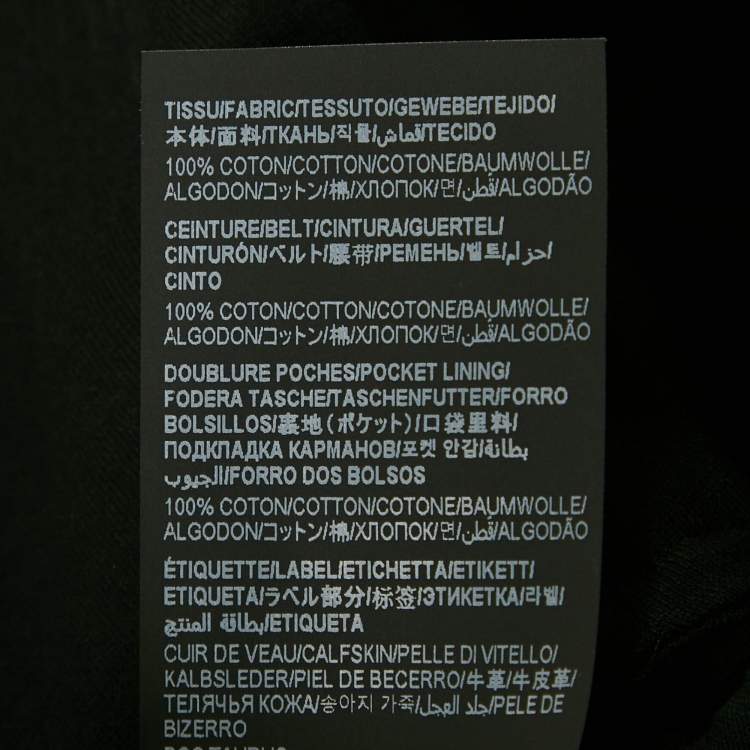 TISSU/FABRIC/TESSUTO/GEWEBE/TEJIDO/
本体/面料/ТКАНЬ/직물/قماش/TECIDO
100% COTON/COTTON/COTONE/BAUMWOLLE/
ALGODON/コットン/棉/ХЛОПОК/면/قطن/ALGODÃO
CEINTURE/BELT/CINTURA/GUERTEL/
CINTURÓN/ベルト/腰带/РЕМЕНЬ/벨트/حزام/
CINTO
100% COTON/COTTON/COTONE/BAUMWOLLE/
ALGODON/コットン/棉/ХЛОПОК/면/قطن/ALGODÃO
DOUBLURE POCHES/POCKET LINING/
FODERA TASCHE/TASCHENFUTTER/FORRO
BOLSILLOS/裏地(ポケット)/口袋里料/
ПОДКЛАДКА КАРМАНОВ/포켓 안감/بطانة
الجيوب/FORRO DOS BOLSOS
100% COTON/COTTON/COTONE/BAUMWOLLE/
ALGODON/コットン/棉/ХЛОПОК/면/قطن/ALGODÃO
ÉTIQUETTE/LABEL/ETICHETTA/ETIKETT/
ETIQUETA/ラベル部分/标签/ЭТИКЕТКА/라벨/
بطاقة المنتج/ETIQUETA
CUIR DE VEAU/CALFSKIN/PELLE DI VITELLO/
KALBSLEDER/PIEL DE BECERRO/牛革/牛皮革/
ТЕЛЯЧЬЯ КОЖА/송아지 가죽/جلد العجل/PELE DE
BIZERRO
BOS TAURUS